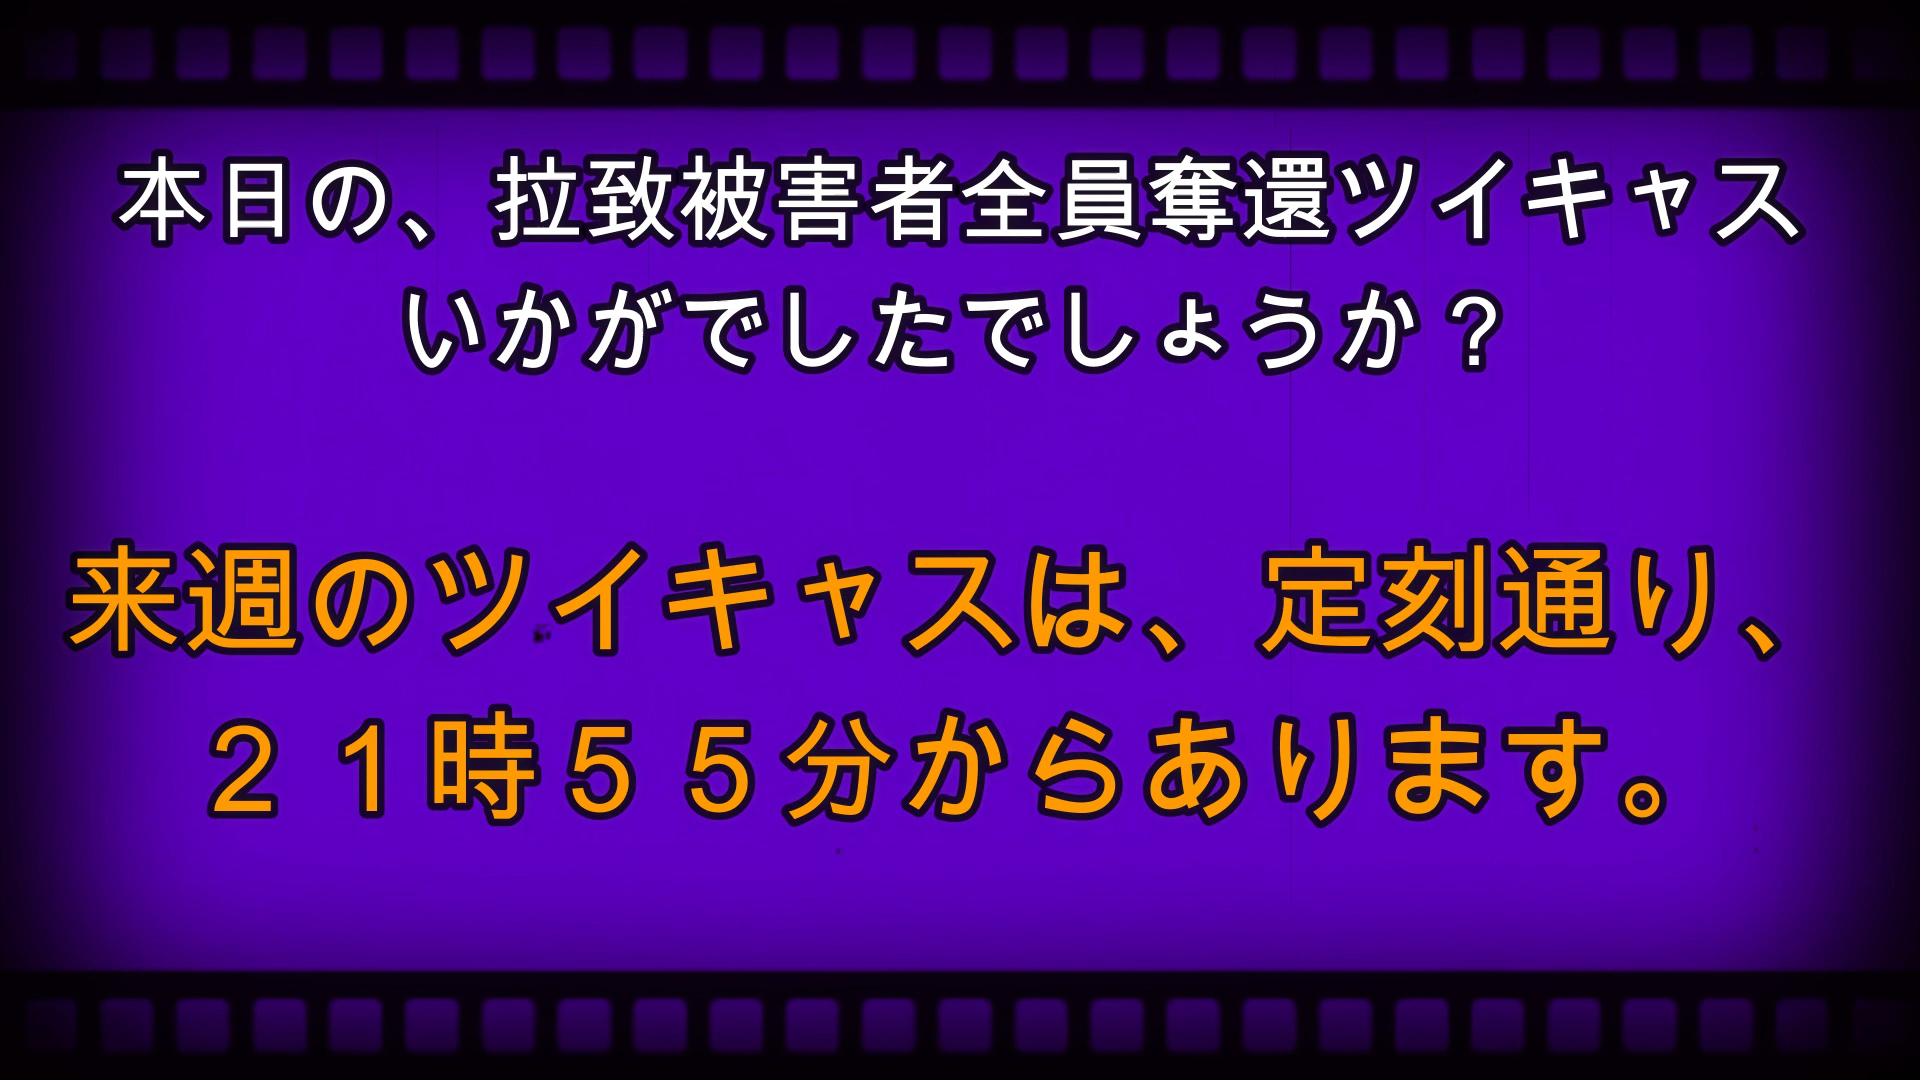 本日の、拉致被害者全員奪還ツイキャス
いかがでしたでしょうか？
来週のツイキャスは、定刻通り、
２１時５５分からあります。